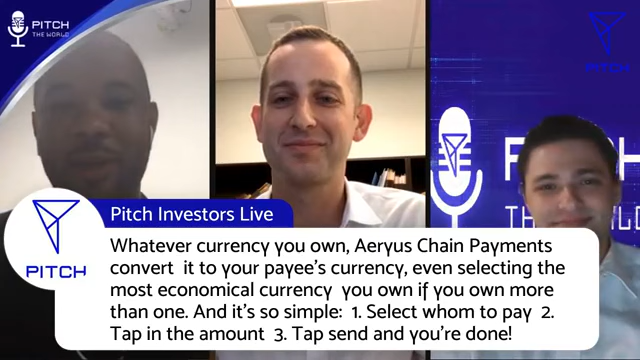 PITCH
THE WORLD
PITCH
Pitch Investors Live
PITCH
Whatever currency you own, Aeryus Chain Payments
convert it to your payee's currency, even selecting the
most economical currency you own if you own more
than one. And it's so simple: 1. Select whom to pay 2.
Tap in the amount 3. Tap send and you're done!